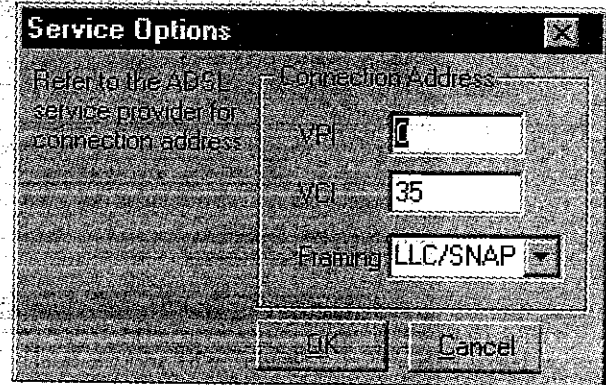 Service Options
Refer to the ADSL
service provider for
connection address
Connection Address
VPI 0
VCI 35
Framing LLC/SNAP
OK Cancel